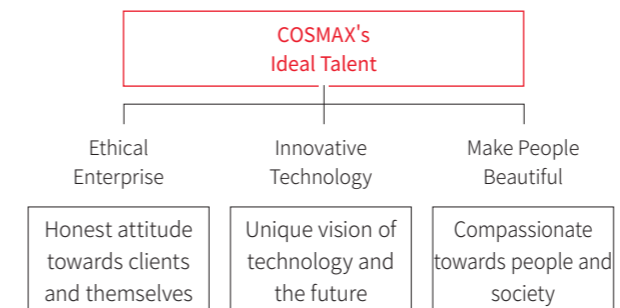 COSMAX's
Ideal Talent
Ethical
Enterprise
Innovative
Technology
Make People
Beautiful
Honest attitude
towards clients
and themselves
Unique vision of
technology and
the future
Compassionate
towards people and
society